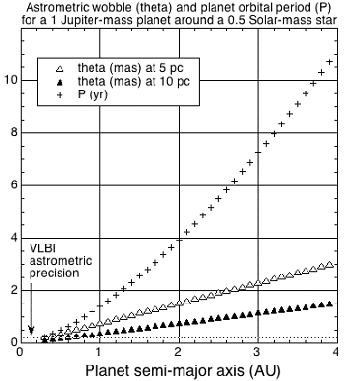 Astrometric wobble (theta) and planet orbital period (P)
for a 1 Jupiter-mass planet around a 0.5 Solar-mass star
theta (mas) at 5 pc
theta (mas) at 10 pc
P (yr)
10
8
6
4
2
0
VLBI
astrometric
precision
0 1 2 3 4
Planet semi-major axis (AU)